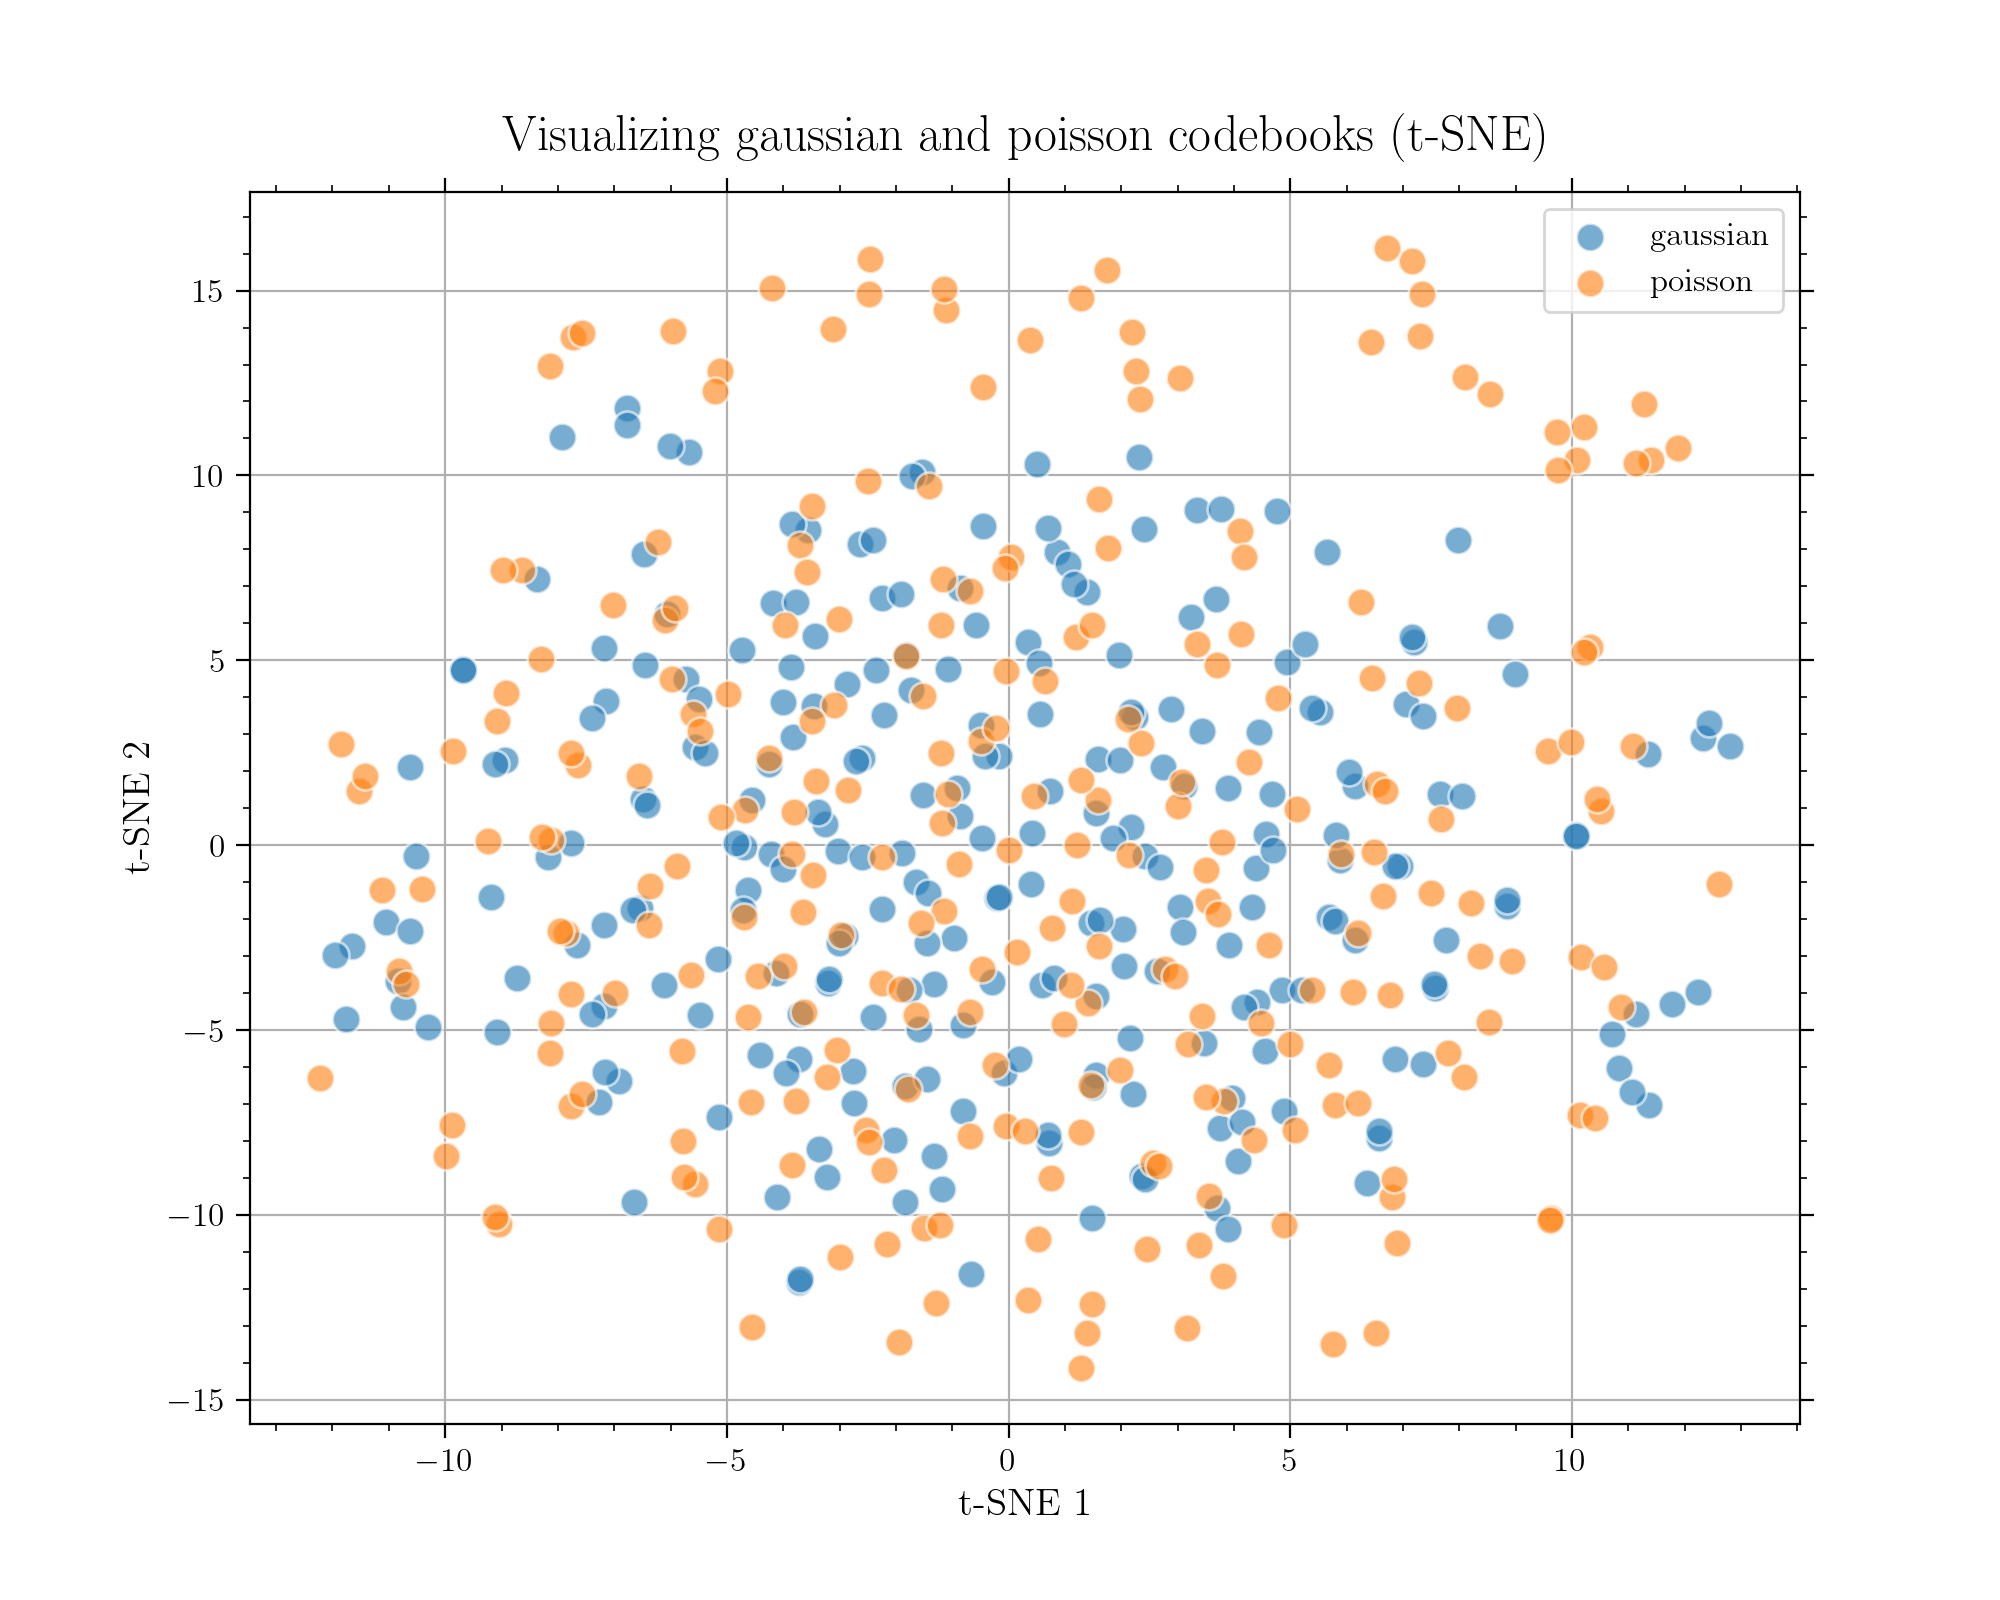 Visualizing gaussian and poisson codebooks (t-SNE)
gaussian
poisson
15
10
5
0
−5
−10
−15
t-SNE 2
−10
−5
0
5
10
t-SNE 1